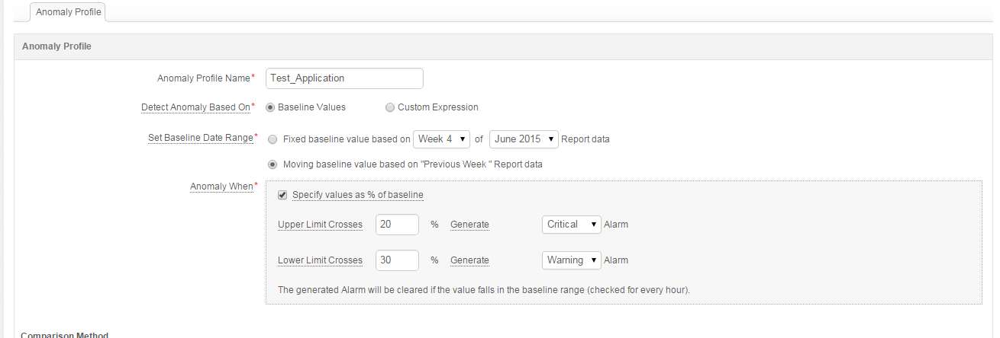 Anomaly Profile
Anomaly Profile
Anomaly Profile Name* Test_Application
Detect Anomaly Based On* Baseline Values Custom Expression
Set Baseline Date Range* Fixed baseline value based on Week 4 of June 2015 Report data
Moving baseline value based on "Previous Week " Report data
Anomaly When*
Specify values as % of baseline
Upper Limit Crosses 20 % Generate Critical Alarm
Lower Limit Crosses 30 % Generate Warning Alarm
The generated Alarm will be cleared if the value falls in the baseline range (checked for every hour).
Comparison Method